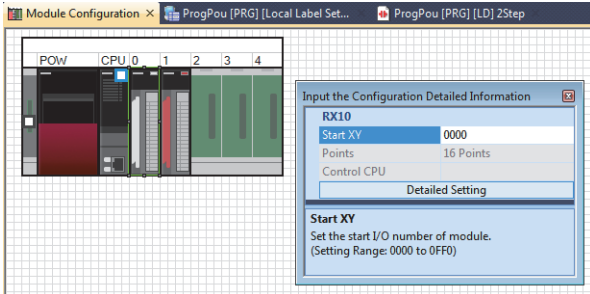 Module Configuration × ProgPou [PRG] [Local Label Set... ProgPou [PRG] [LD] 2Step
POW CPU 0 1 2 3 4
Input the Configuration Detailed Information
RX10
Start XY 0000
Points 16 Points
Control CPU
Detailed Setting
Start XY
Set the start I/O number of module.
(Setting Range: 0000 to 0FF0)